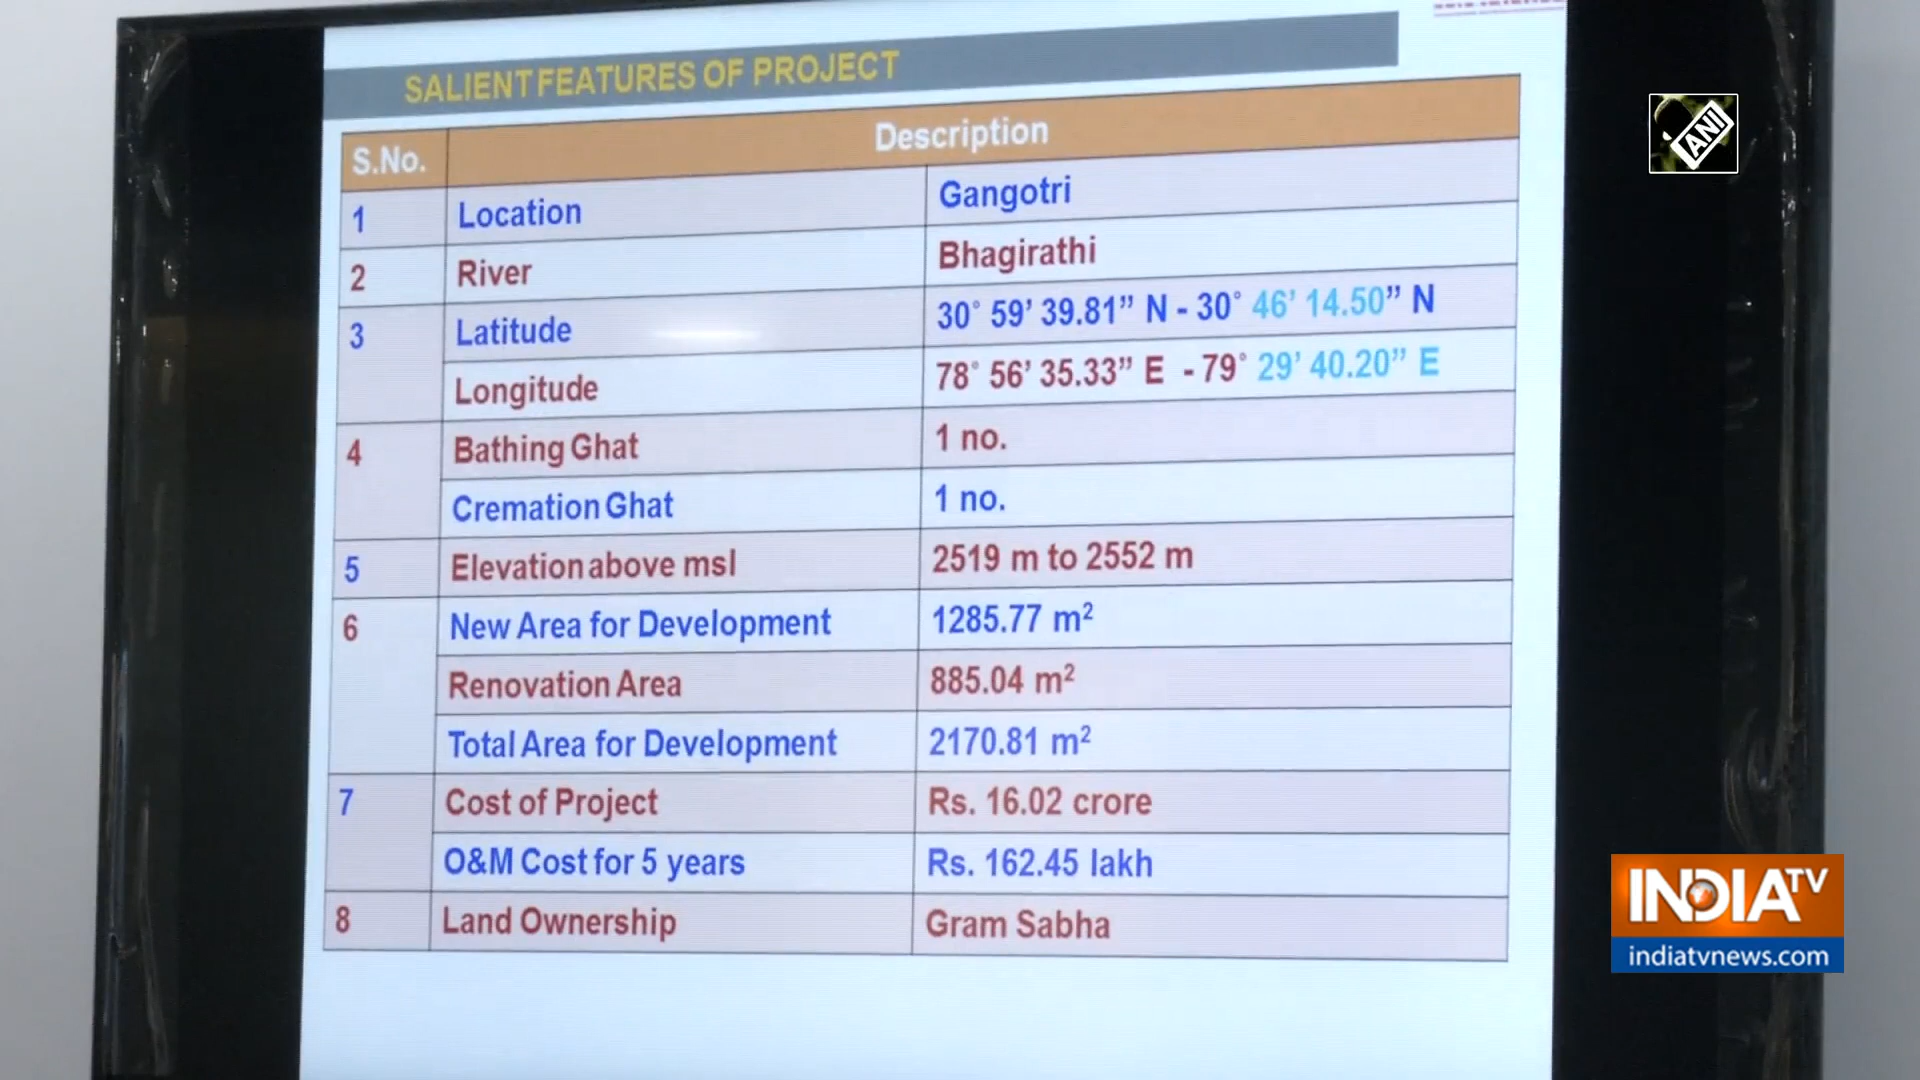 SALIENT FEATURES OF PROJECT
ANI
S.No. Description
1 Location Gangotri
2 River Bhagirathi
3 Latitude 30° 59’ 39.81” N - 30° 46’ 14.50” N
Longitude 78° 56’ 35.33” E - 79° 29’ 40.20” E
4 Bathing Ghat 1 no.
Cremation Ghat 1 no.
5 Elevation above msl 2519 m to 2552 m
6 New Area for Development 1285.77 m²
Renovation Area 885.04 m²
Total Area for Development 2170.81 m²
7 Cost of Project Rs. 16.02 crore
O&M Cost for 5 years Rs. 162.45 lakh
8 Land Ownership Gram Sabha
INDIA TV
indiatvnews.com